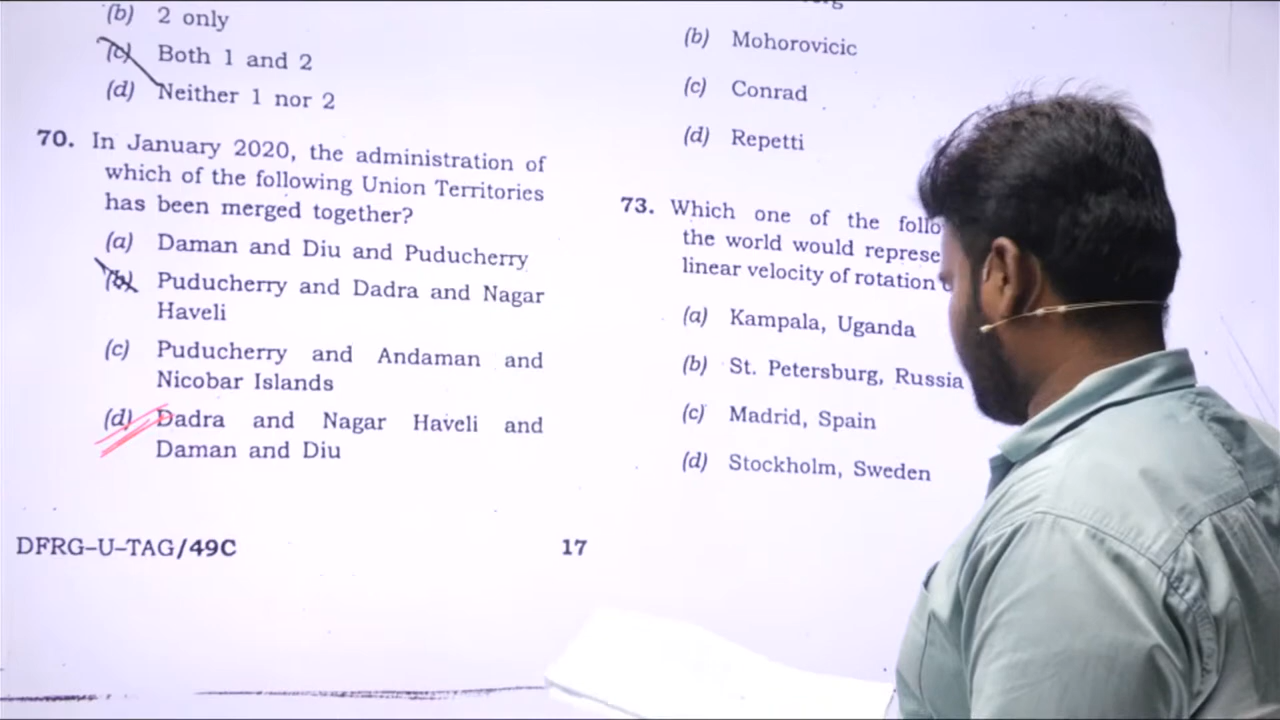 (b) 2 only
(c) Both 1 and 2
(d) Neither 1 nor 2
70. In January 2020, the administration of
which of the following Union Territories
has been merged together?
(a) Daman and Diu and Puducherry
(b) Puducherry and Dadra and Nagar
Haveli
(c) Puducherry and Andaman and
Nicobar Islands
(d) Dadra and Nagar Haveli and
Daman and Diu
DFRG–U–TAG/49C
17
(b) Mohorovicic
(c) Conrad
(d) Repetti
73. Which one of the
the world would
linear velocity of rotation
(a) Kampala, Uganda
(b) St. Petersburg, Russia
(c) Madrid, Spain
(d) Stockholm, Sweden